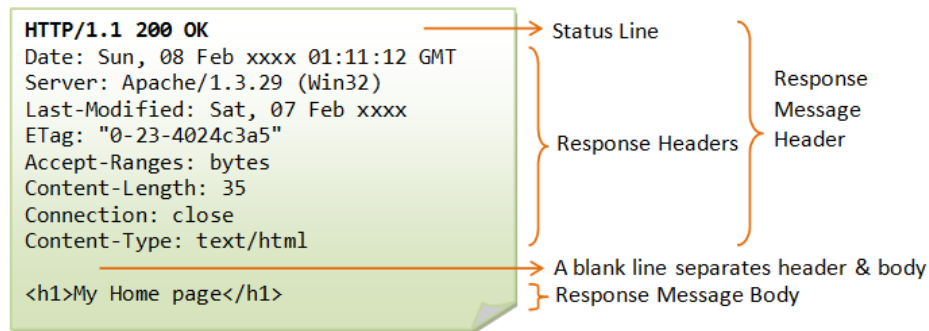 HTTP/1.1 200 OK
Date: Sun, 08 Feb xxxx 01:11:12 GMT
Server: Apache/1.3.29 (Win32)
Last-Modified: Sat, 07 Feb xxxx
ETag: "0-23-4024c3a5"
Accept-Ranges: bytes
Content-Length: 35
Connection: close
Content-Type: text/html
<h1>My Home page</h1>
Status Line
Response Headers
Response
Message
Header
A blank line separates header & body
Response Message Body